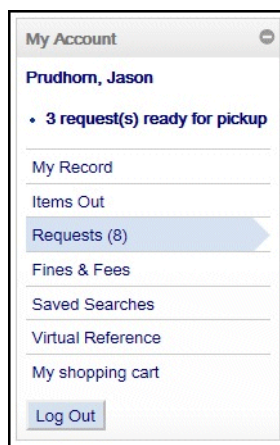 My Account
Prudhorn, Jason
• 3 request(s) ready for pickup
My Record
Items Out
Requests (8)
Fines & Fees
Saved Searches
Virtual Reference
My shopping cart
Log Out